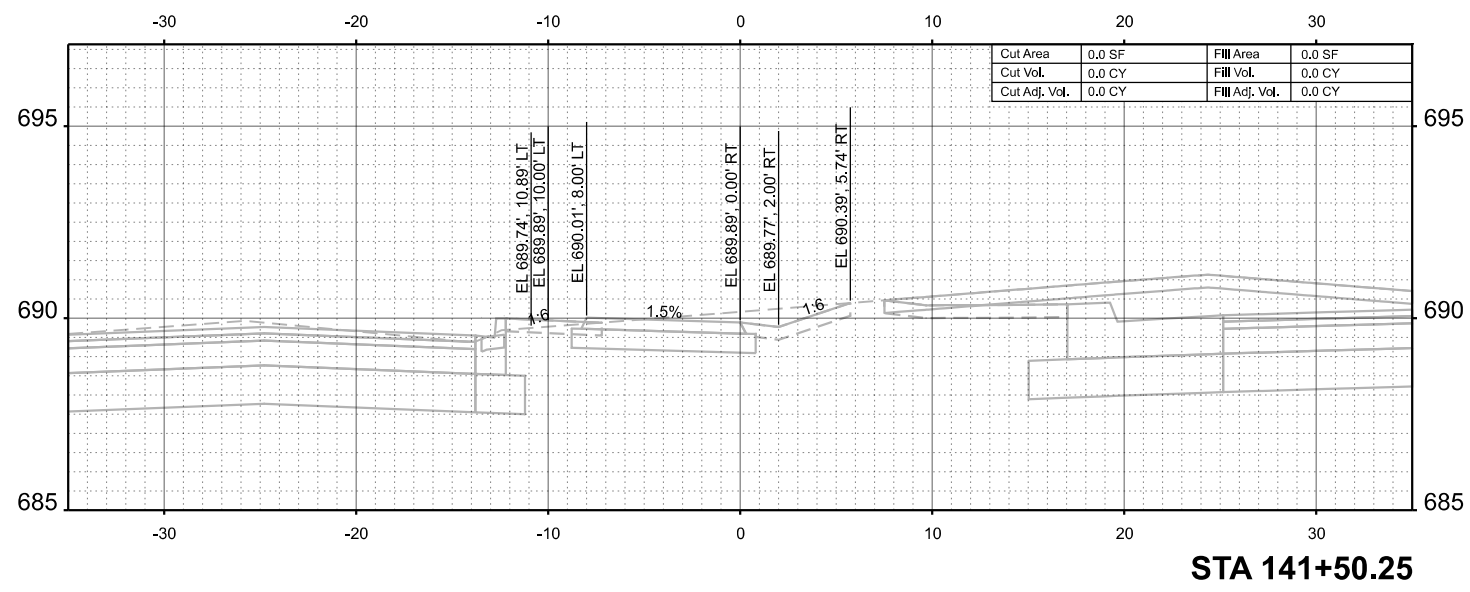 -30 -20 -10 0 10 20 30
Cut Area 0.0 SF Fill Area 0.0 SF
Cut Vol. 0.0 CY Fill Vol. 0.0 CY
Cut Adj. Vol. 0.0 CY Fill Adj. Vol. 0.0 CY
695 695
EL 689.74', 10.89' LT
EL 689.89', 10.00' LT
EL 690.01', 8.00' LT
EL 689.89', 0.00' RT
EL 689.77', 2.00' RT
EL 690.39', 5.74' RT
690 1:6 1.5% 1:6 690
685 685
-30 -20 -10 0 10 20 30
STA 141+50.25